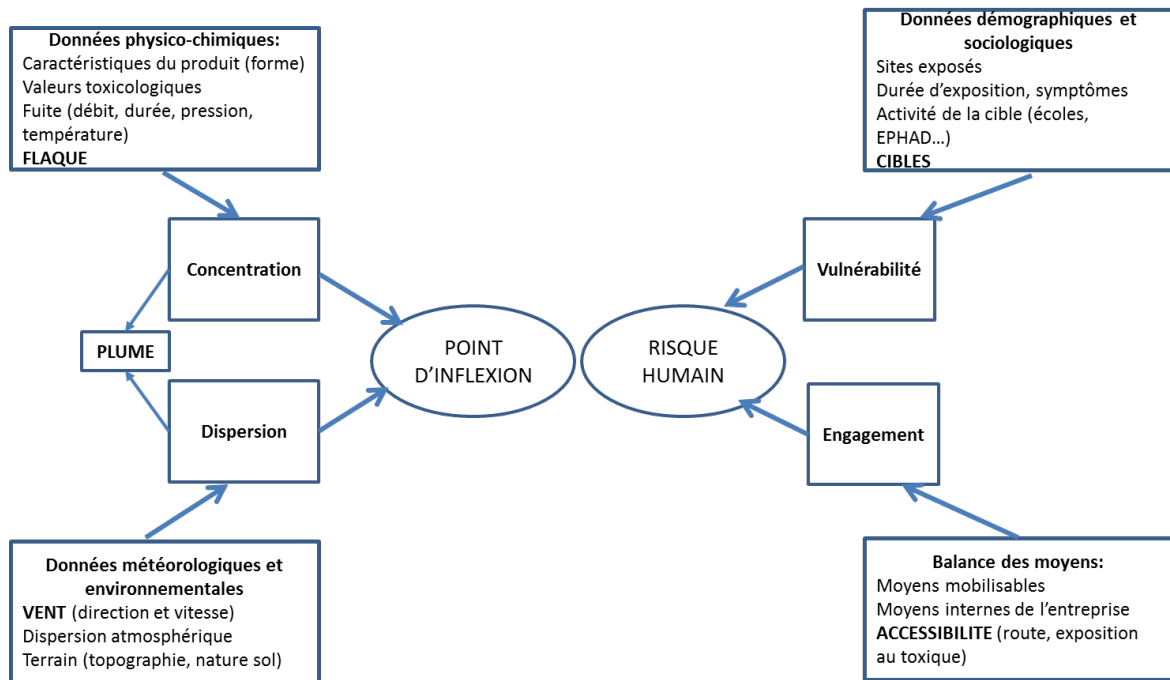 Données physico-chimiques:
Caractéristiques du produit (forme)
Valeurs toxicologiques
Fuite (débit, durée, pression,
température)
FLAQUE
Données démographiques et
sociologiques
Sites exposés
Durée d’exposition, symptômes
Activité de la cible (écoles,
EPHAD…)
CIBLES
Concentration
Vulnérabilité
PLUME
POINT
D’INFLEXION
RISQUE
HUMAIN
Dispersion
Engagement
Données météorologiques et
environnementales
VENT (direction et vitesse)
Dispersion atmosphérique
Terrain (topographie, nature sol)
Balance des moyens:
Moyens mobilisables
Moyens internes de l’entreprise
ACCESSIBILITE (route, exposition
au toxique)